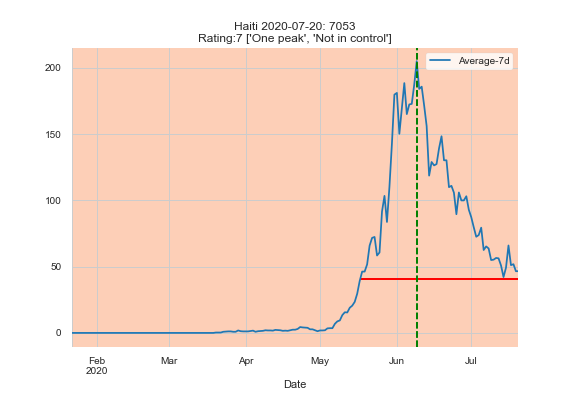 Haiti 2020-07-20: 7053
Rating:7 ['One peak', 'Not in control']
Average-7d
200
150
100
50
0
Feb
2020
Mar
Apr
May
Jun
Jul
Date